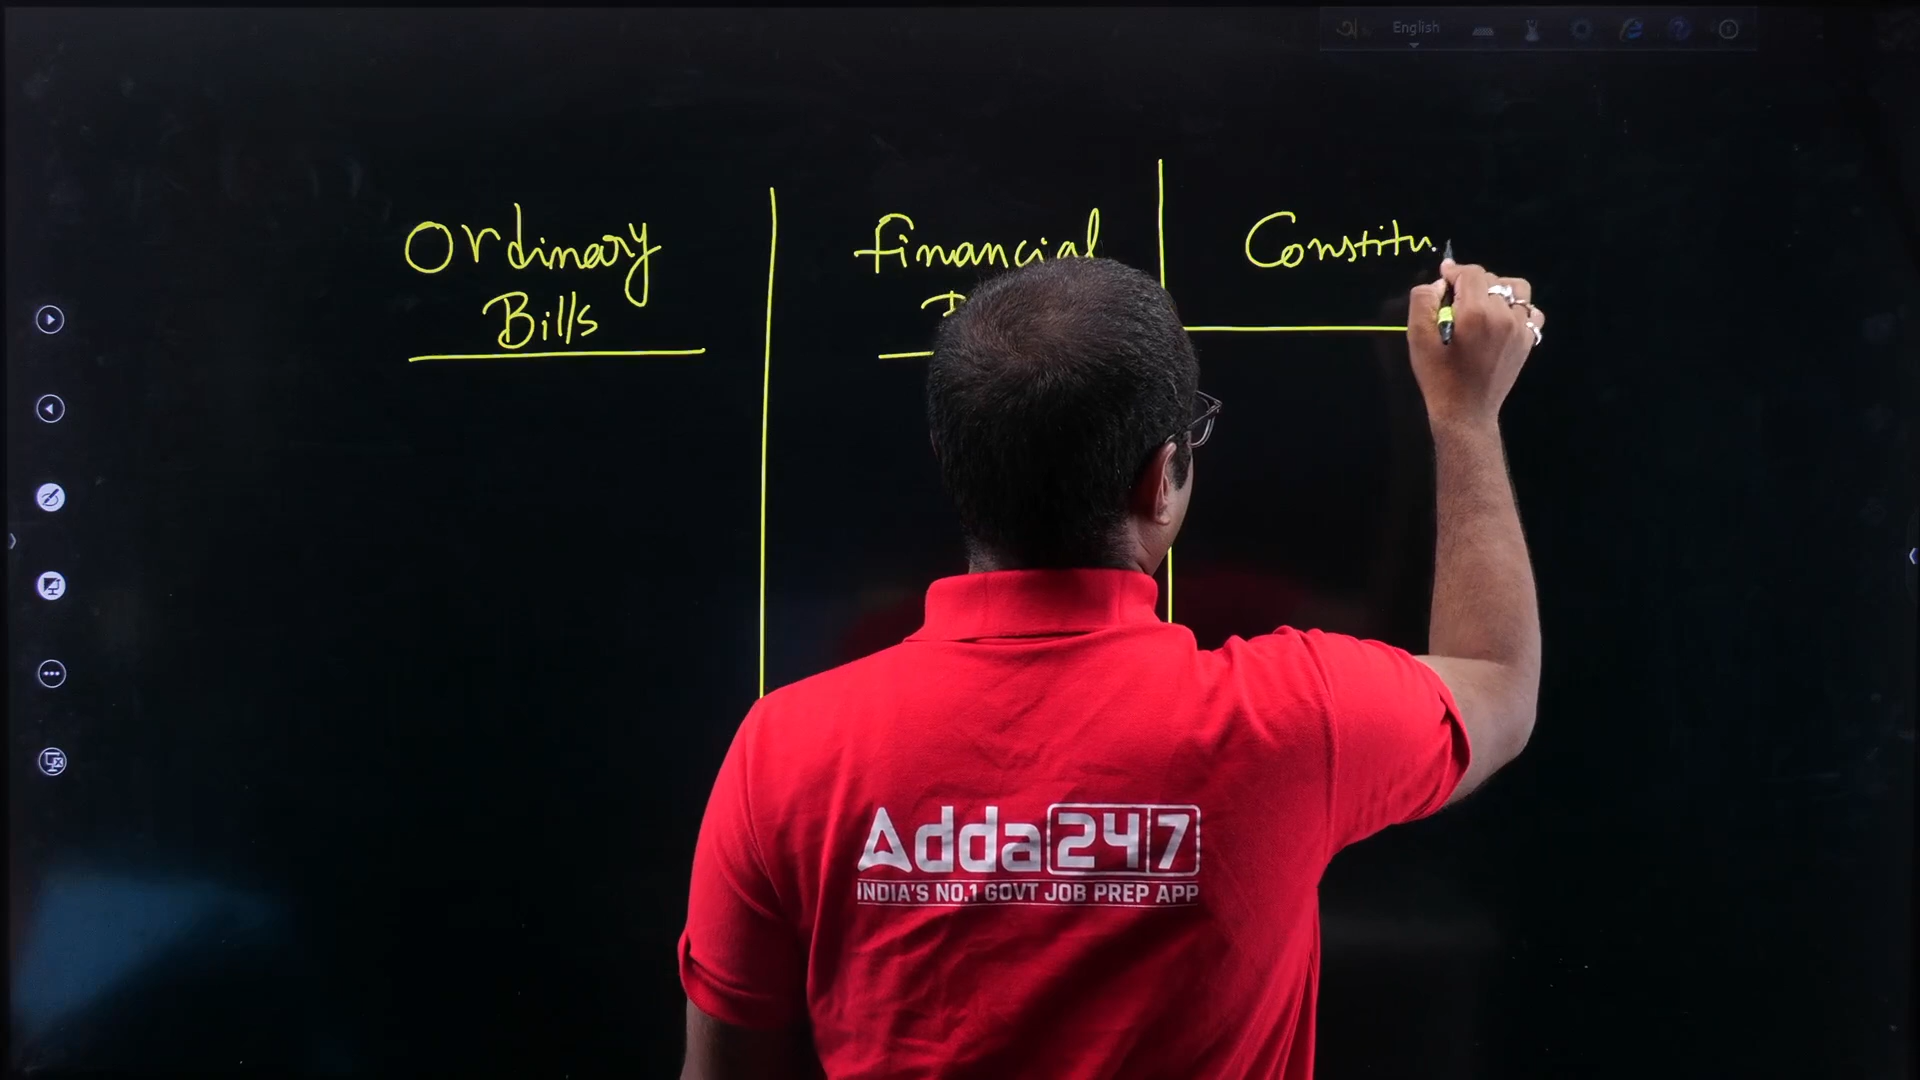 English
Ordinary
Bills
financial
Constitu
Adda247
INDIA'S NO.1 GOVT JOB PREP APP